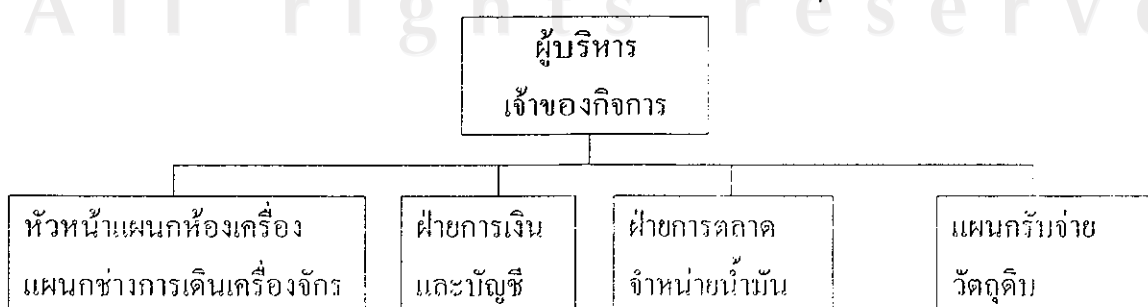 All rights reserve
ผู้บริหาร
เจ้าของกิจการ
หัวหน้าแผนกห้องเครื่อง
แผนกช่างการเดินเครื่องจักร
ฝ่ายการเงิน
และบัญชี
ฝ่ายการตลาด
จำหน่ายน้ำมัน
แผนกรับจ่าย
วัตถุดิบ